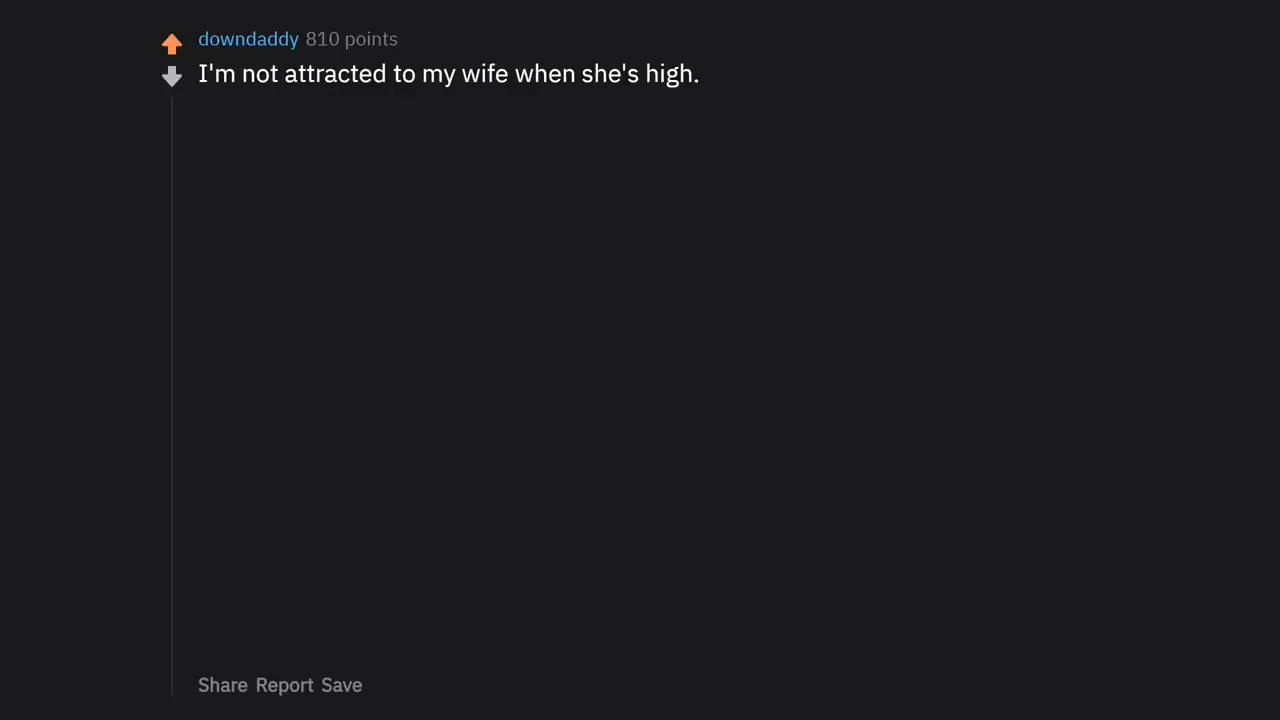 downdaddy 810 points
I'm not attracted to my wife when she's high.
Share Report Save